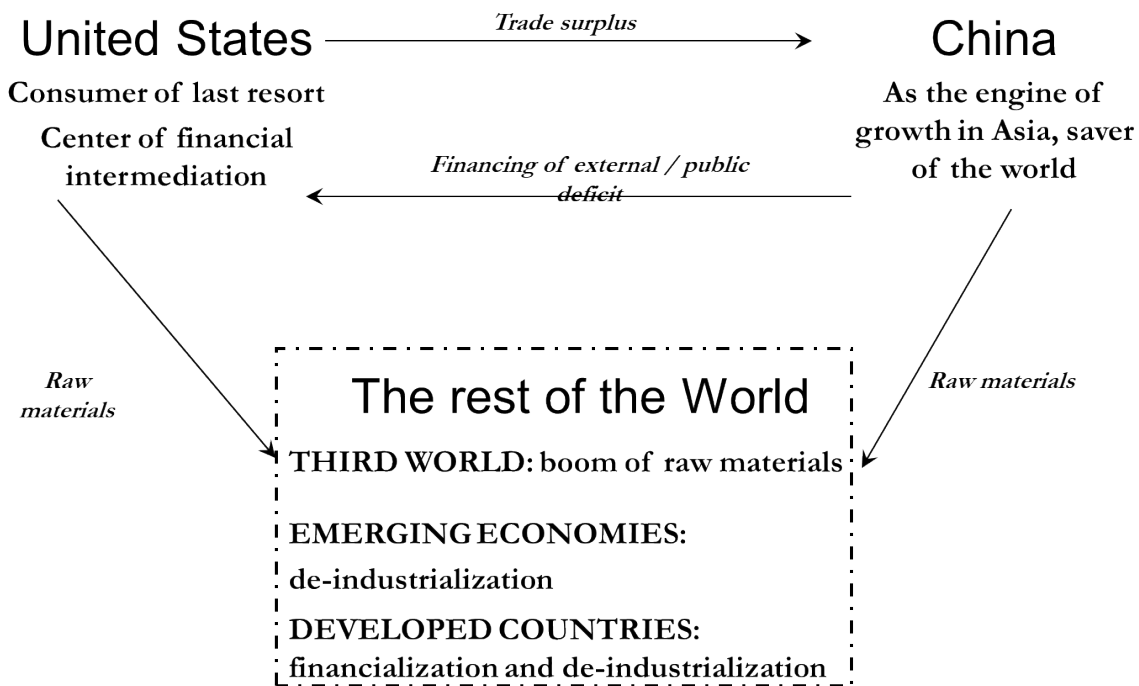 United States
Trade surplus
China
Consumer of last resort
Center of financial
intermediation
As the engine of
growth in Asia, saver
of the world
Financing of external / public
deficit
Raw
materials
Raw materials
The rest of the World
THIRD WORLD: boom of raw materials
EMERGING ECONOMIES:
de-industrialization
DEVELOPED COUNTRIES:
financialization and de-industrialization